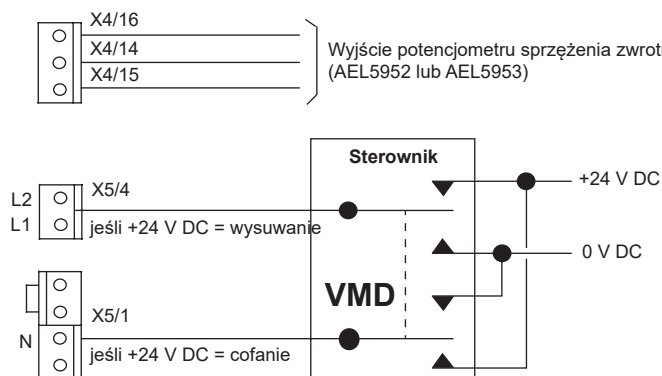 X4/16
X4/14
X4/15
Wyjście potencjometru sprzężenia
(AEL5952 lub AEL5953)
Sterownik
+24 V DC
L2
X5/4
L1
jeśli +24 V DC = wysuwanie
0 V DC
VMD
X5/1
N
jeśli +24 V DC = cofanie